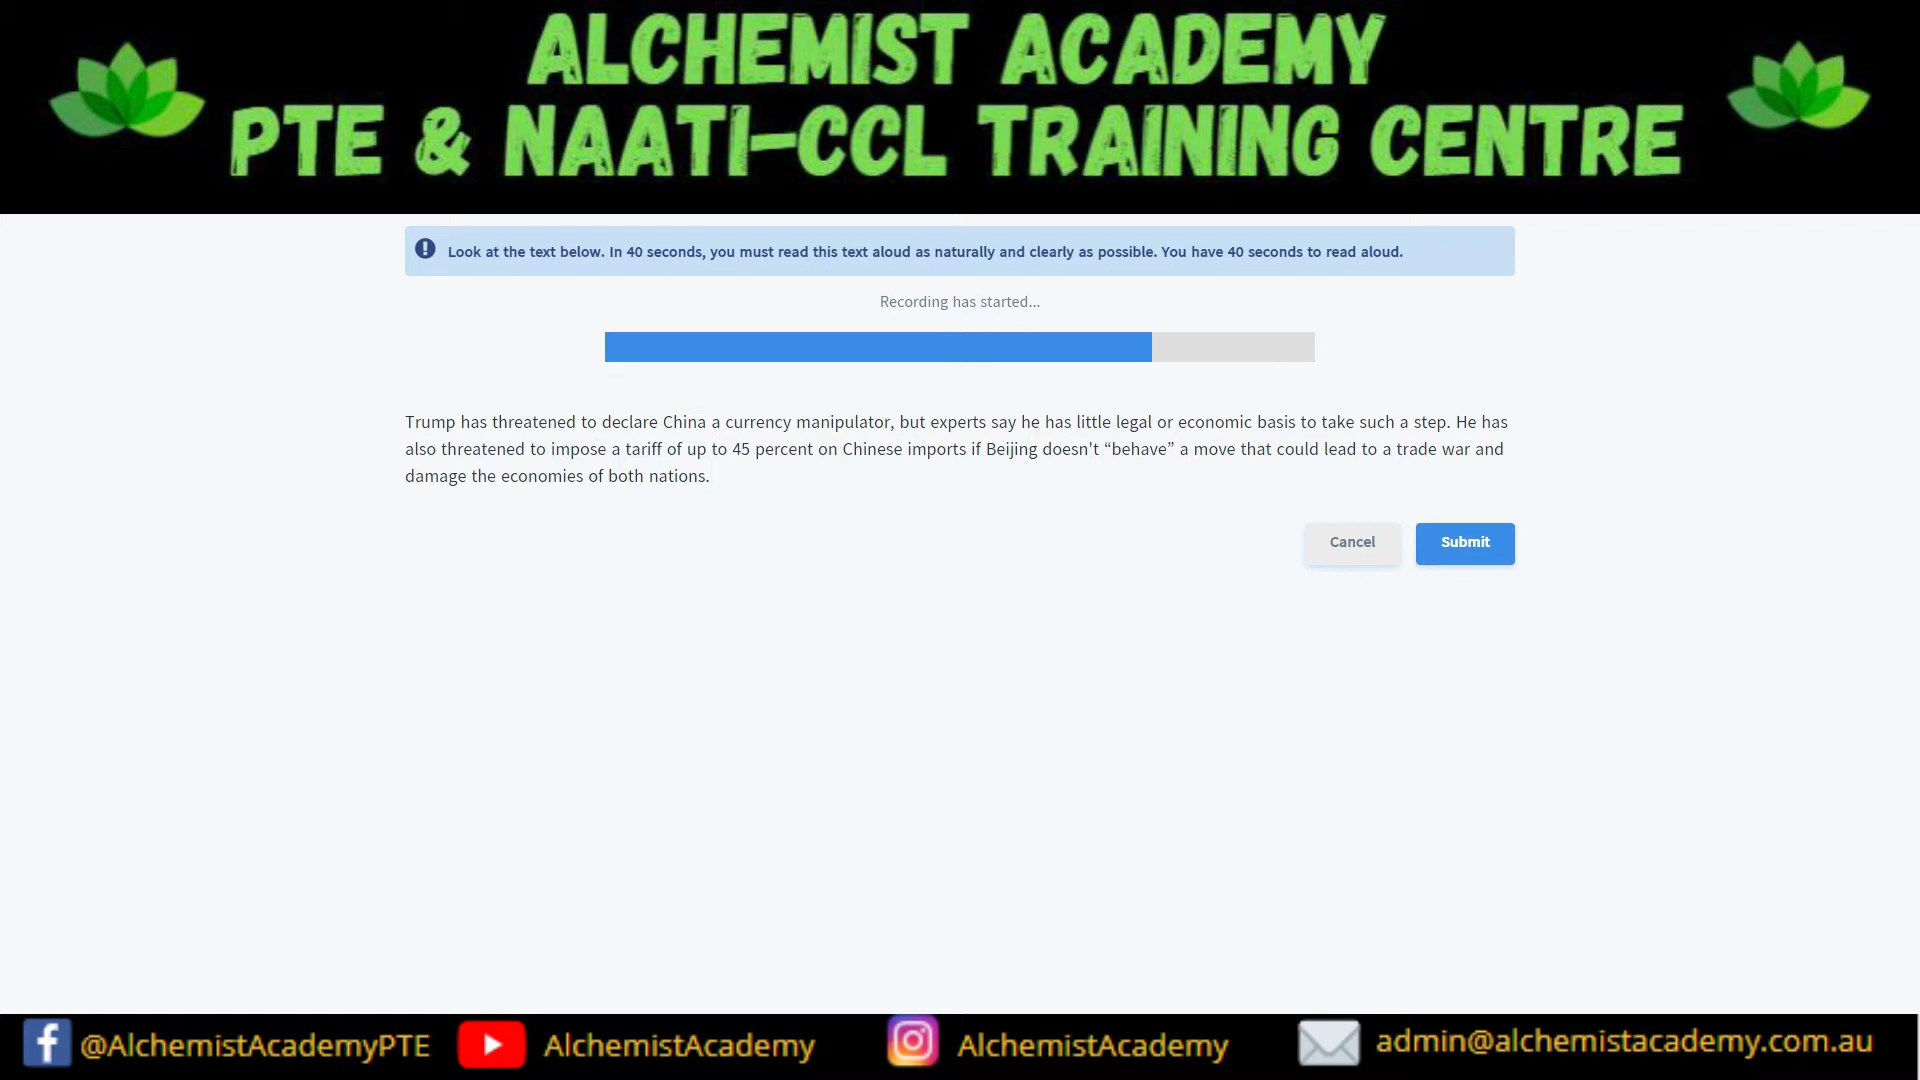 ALCHEMIST ACADEMY
PTE & NAATI-CCL TRAINING CENTRE
Look at the text below. In 40 seconds, you must read this text aloud as naturally and clearly as possible. You have 40 seconds to read aloud.
Recording has started...
Trump has threatened to declare China a currency manipulator, but experts say he has little legal or economic basis to take such a step. He has
also threatened to impose a tariff of up to 45 percent on Chinese imports if Beijing doesn't “behave” a move that could lead to a trade war and
damage the economies of both nations.
Cancel Submit
@AlchemistAcademyPTE AlchemistAcademy AlchemistAcademy admin@alchemistacademy.com.au